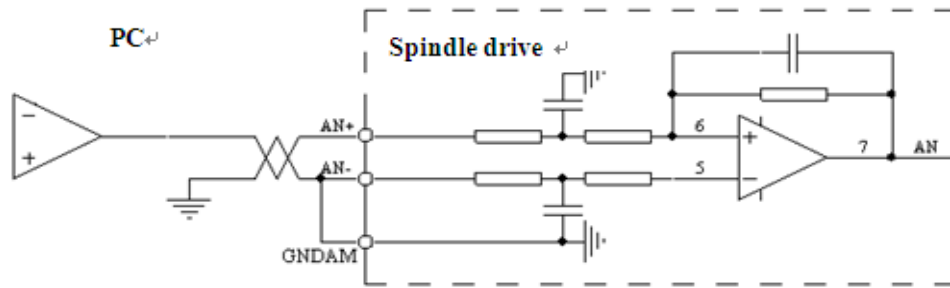 PC↵
Spindle drive ↵
AN+
6
7
AN
AN-
5
GNDAM